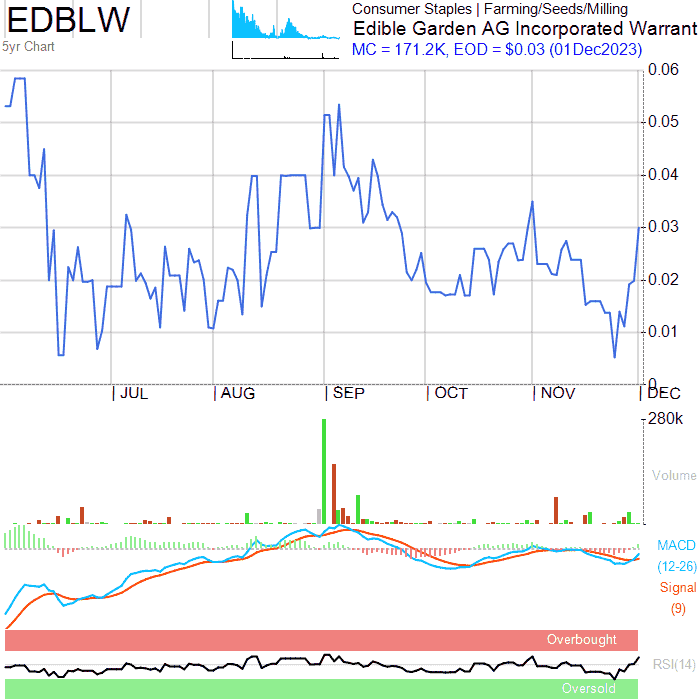 EDBLW
5yr Chart
Consumer Staples | Farming/Seeds/Milling
Edible Garden AG Incorporated Warrant
MC = 171.2K, EOD = $0.03 (01Dec2023)
0.06
0.05
0.04
0.03
0.02
0.01
0
JUL AUG SEP OCT NOV DEC
280k
Volume
MACD
(12-26)
Signal
(9)
Overbought
RSI(14)
Oversold